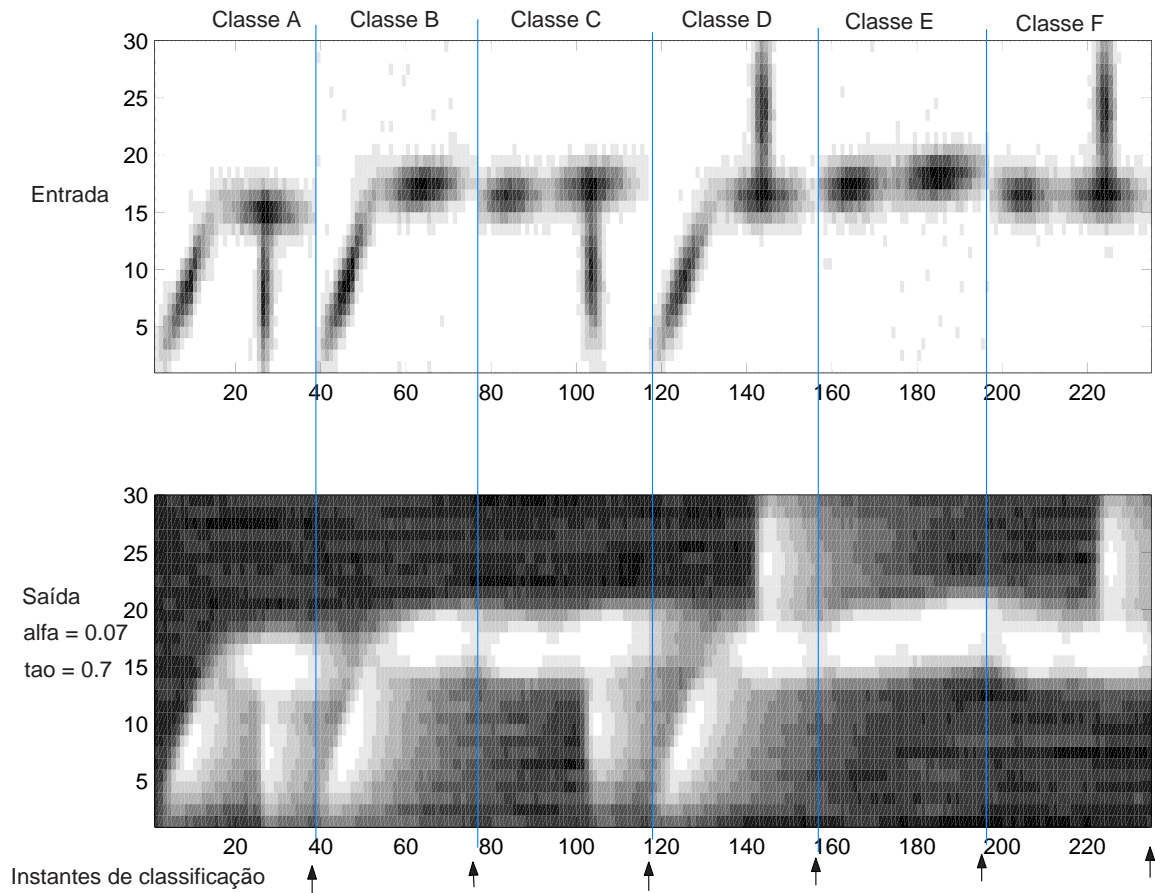 Classe A Classe B Classe C Classe D Classe E Classe F
30
25
20
Entrada
15
10
5
20 40 60 80 100 120 140 160 180 200 220
30
25
Saída
20
alfa = 0.07
tao = 0.7
15
10
5
20 40 60 80 100 120 140 160 180 200 220
Instantes de classificação